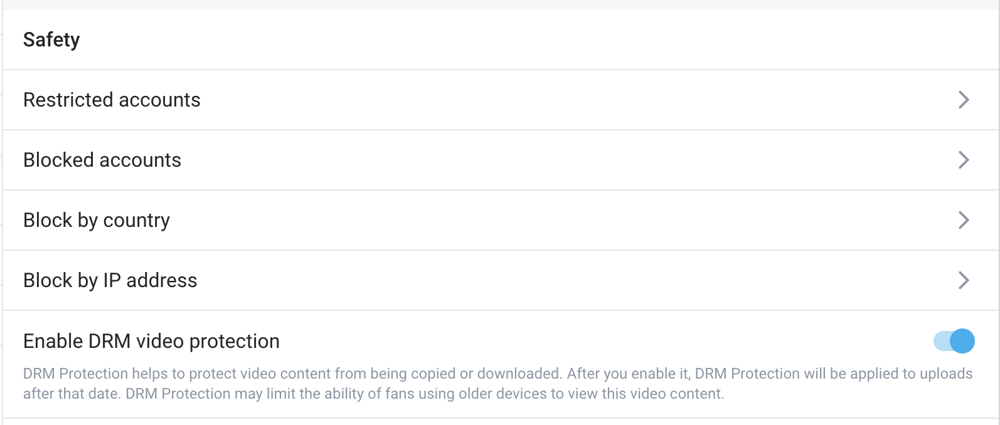 Safety
Restricted accounts
Blocked accounts
Block by country
Block by IP address
Enable DRM video protection
DRM Protection helps to protect video content from being copied or downloaded. After you enable it, DRM Protection will be applied to uploads
after that date. DRM Protection may limit the ability of fans using older devices to view this video content.